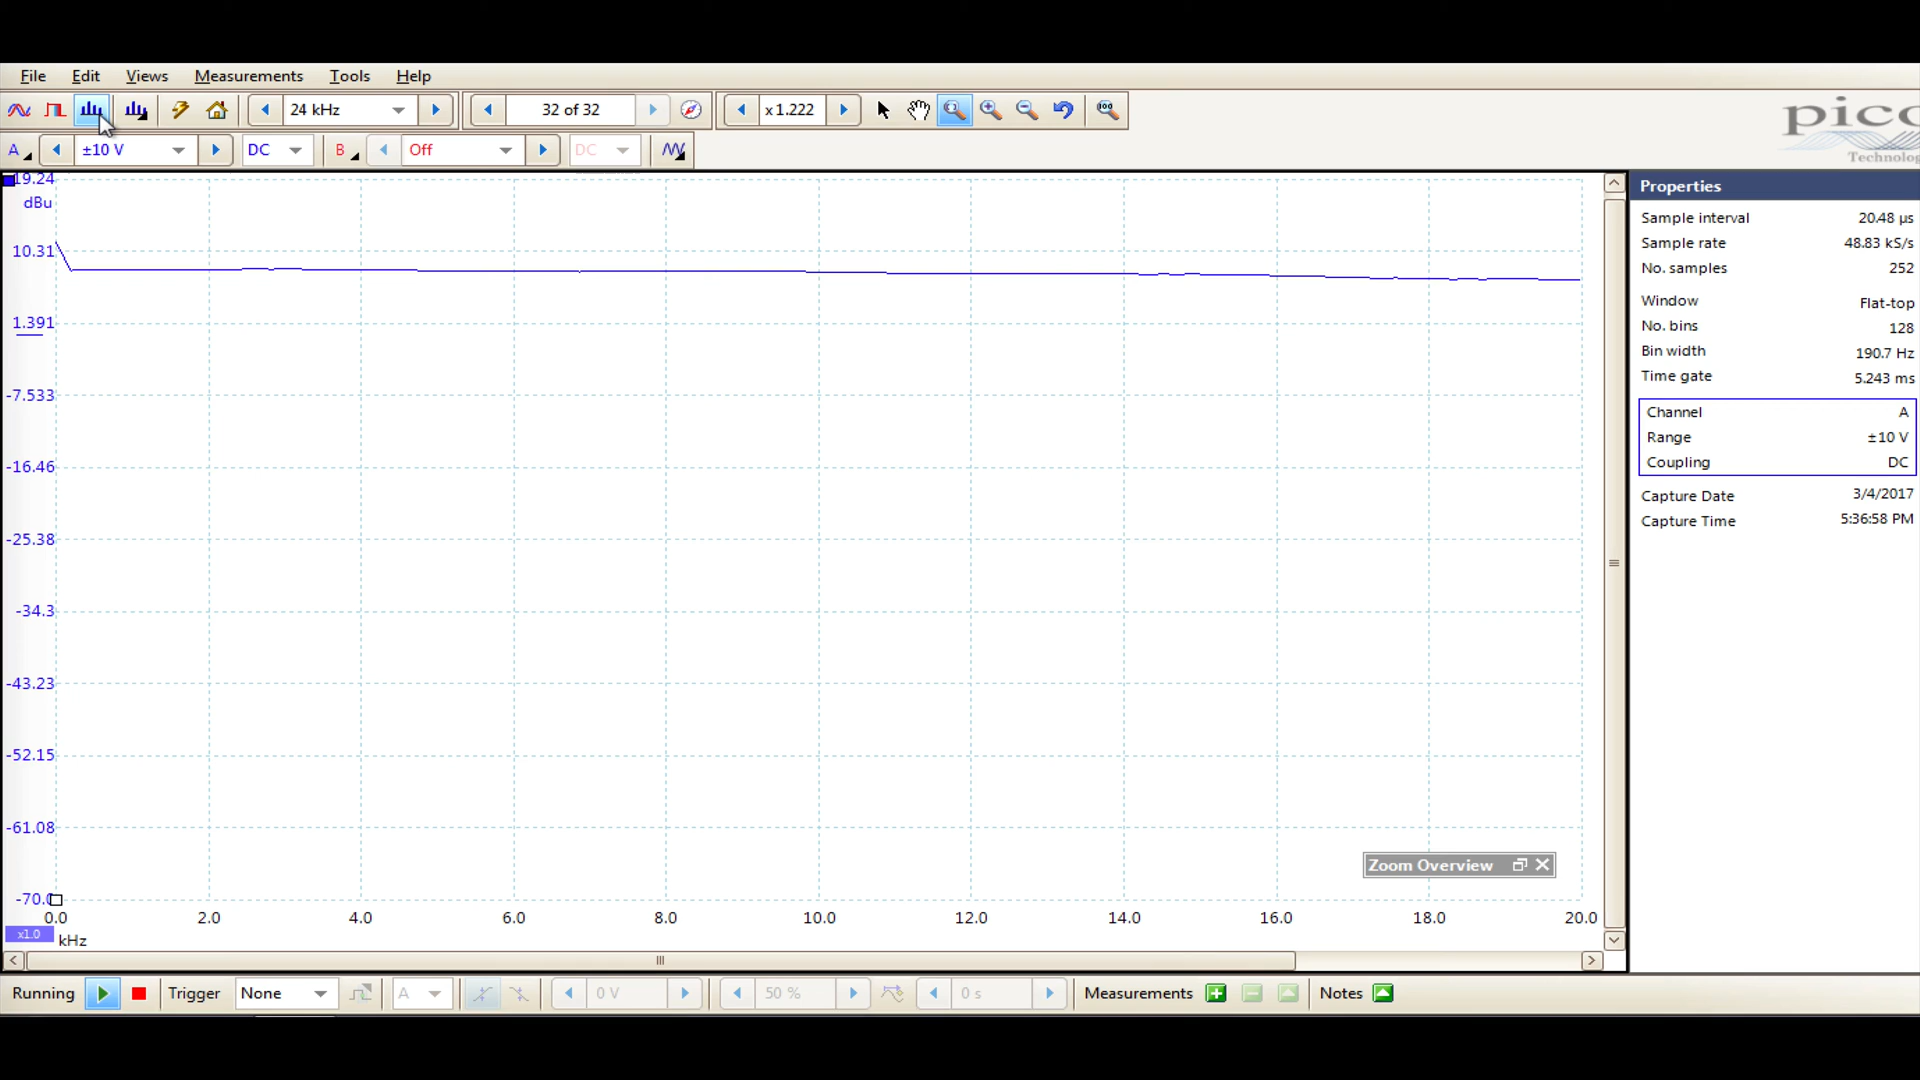 File Edit Views Measurements Tools Help
24 kHz 32 of 32 x1.222
A ±10 V DC B Off DC
pico
Technology
19.24
dBu
10.31
1.391
-7.533
-16.46
-25.38
-34.3
-43.23
-52.15
-61.08
-70.0
0.0 2.0 4.0 6.0 8.0 10.0 12.0 14.0 16.0 18.0 20.0
x1.0
kHz
Zoom Overview
Properties
Sample interval 20.48 µs
Sample rate 48.83 kS/s
No. samples 252
Window Flat-top
No. bins 128
Bin width 190.7 Hz
Time gate 5.243 ms
Channel A
Range ±10 V
Coupling DC
Capture Date 3/4/2017
Capture Time 5:36:58 PM
Running Trigger None A 0 V 50 % 0 s Measurements Notes